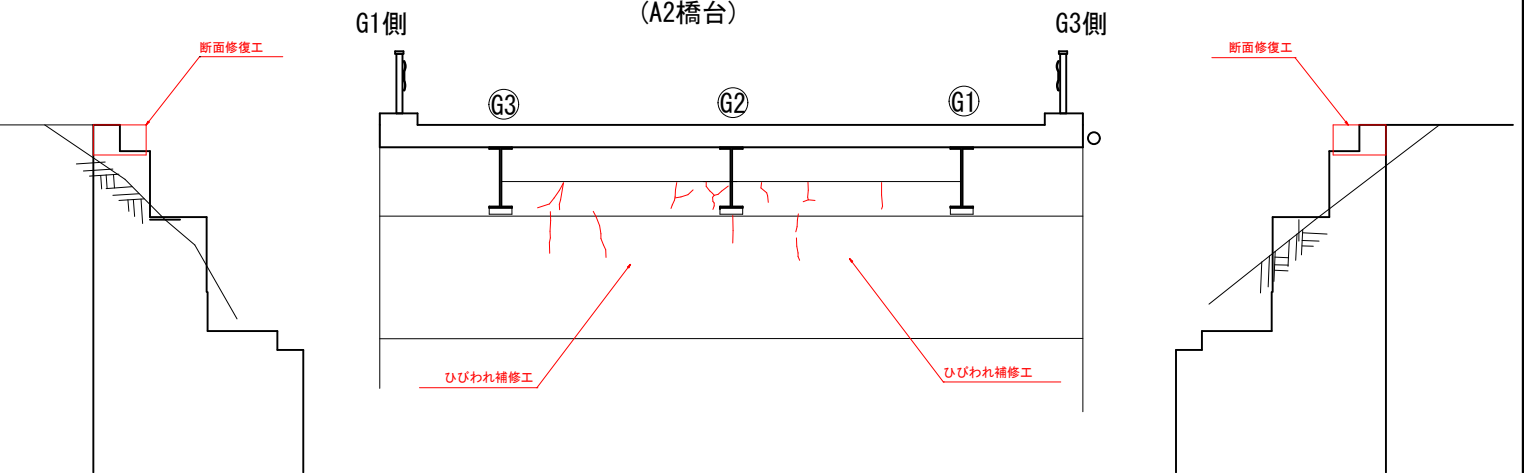 (A2橋台)
G1側
G3側
断面修復工
断面修復工
G3
G2
G1
ひびわれ補修工
ひびわれ補修工